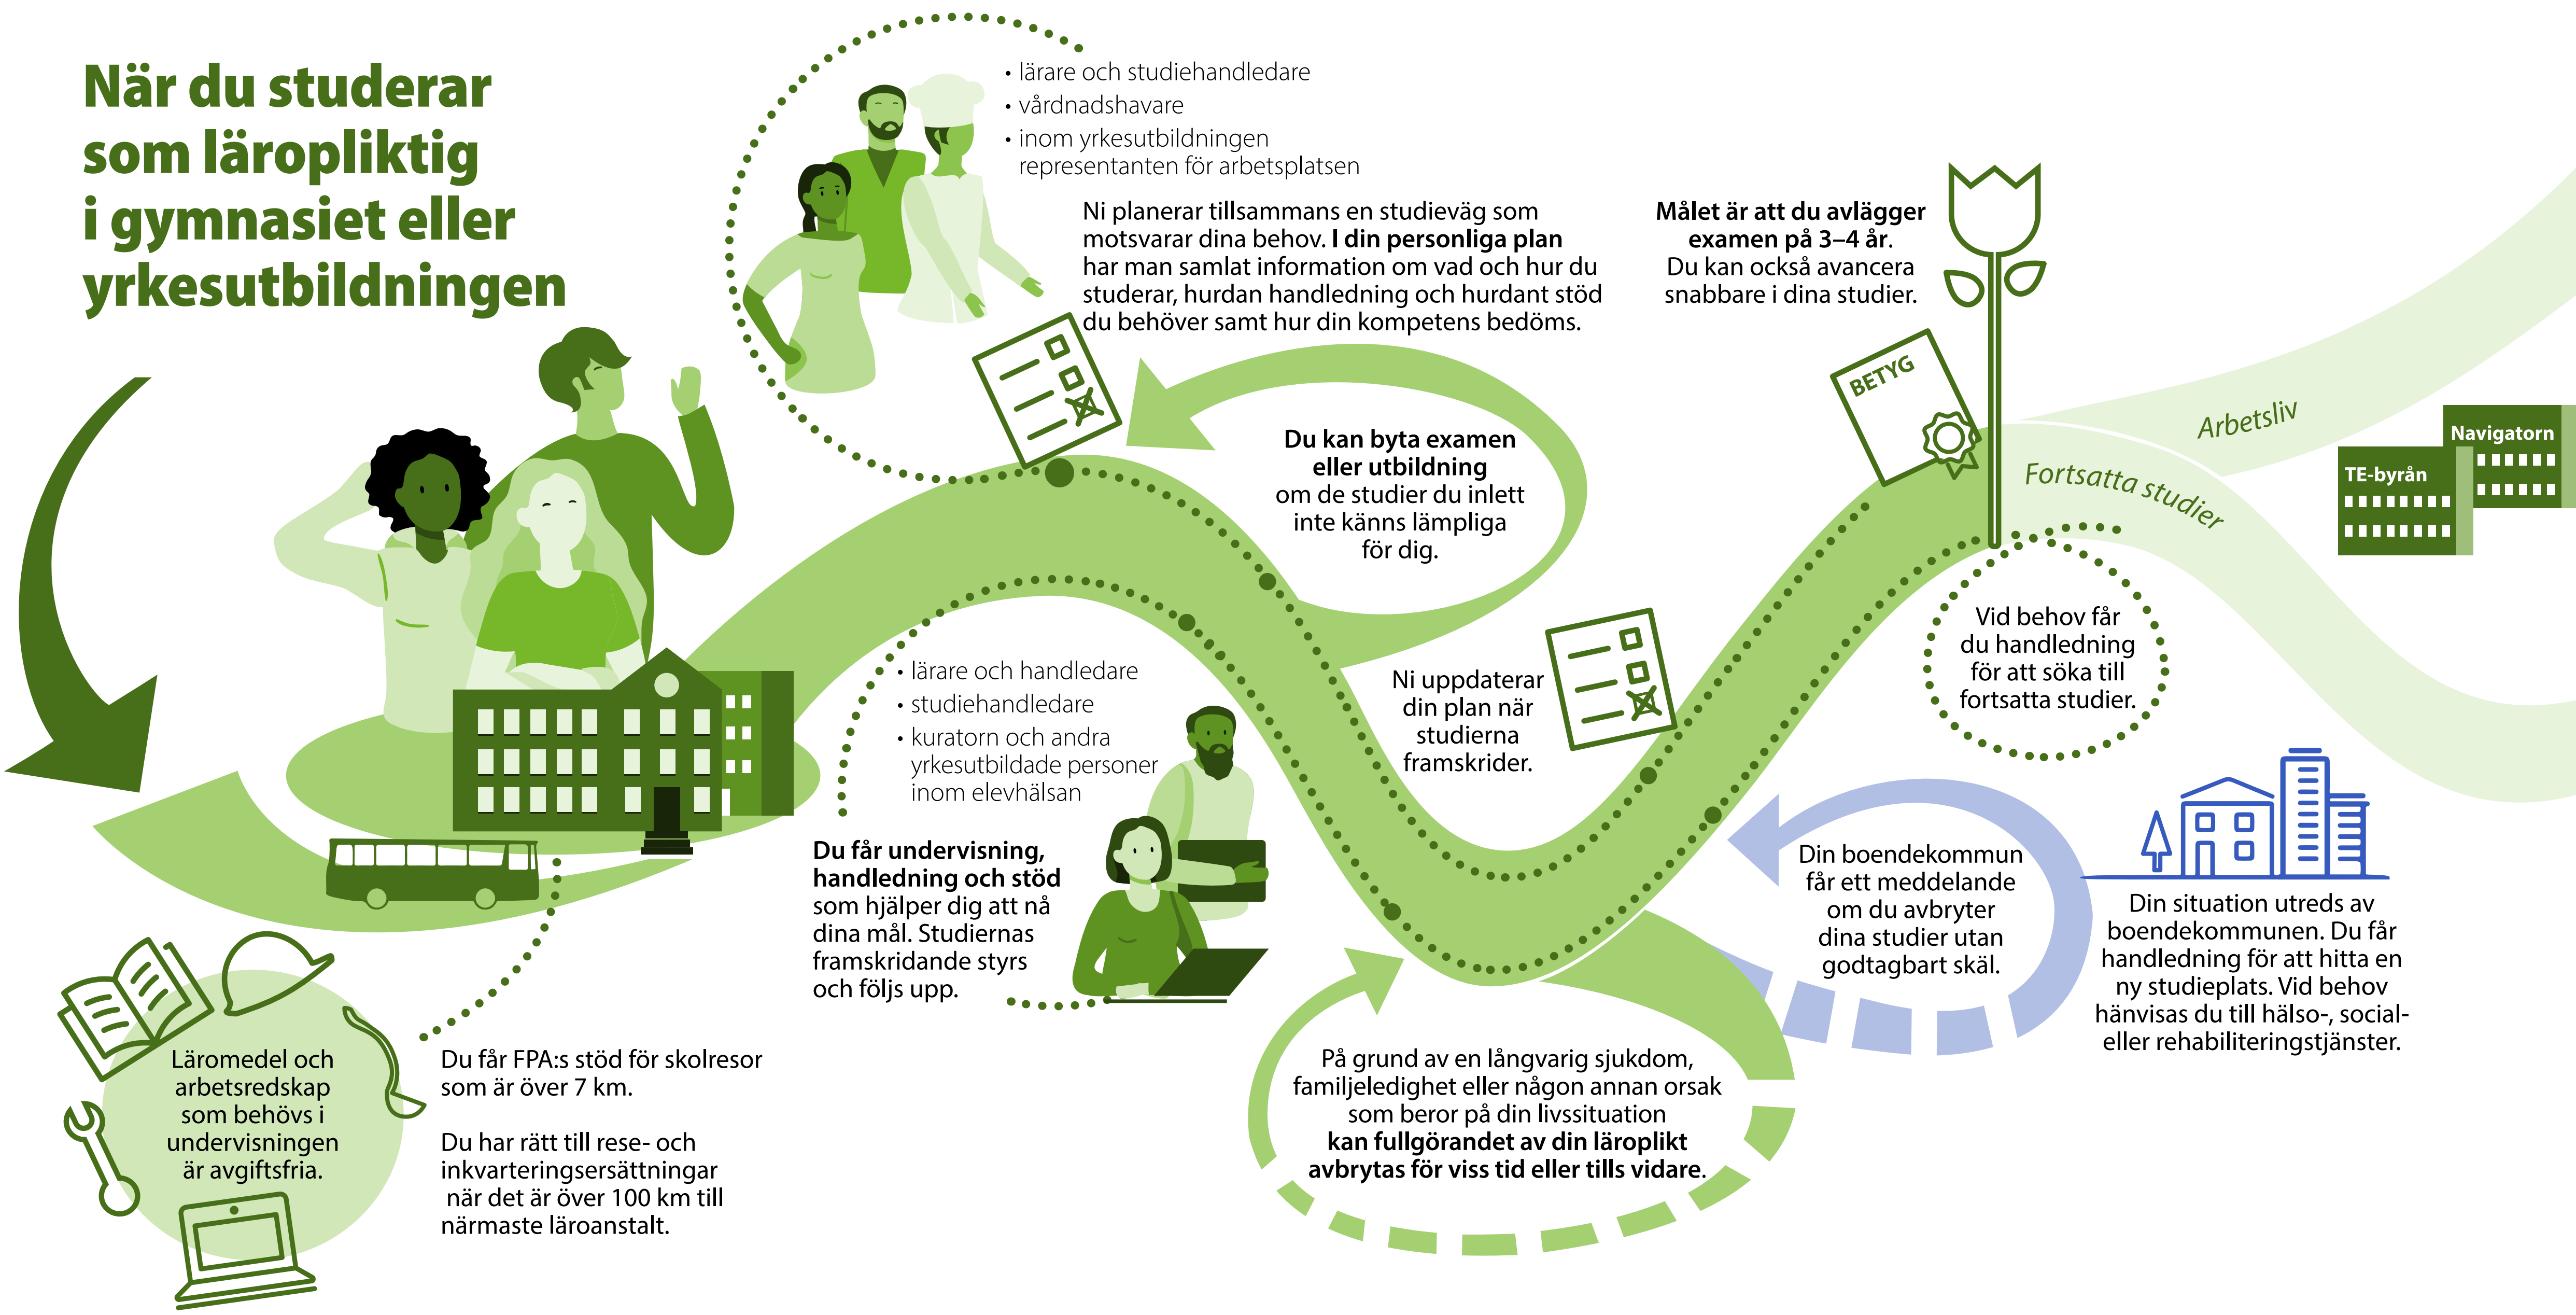 När du studerar
som läropliktig
i gymnasiet eller
yrkesutbildningen
• lärare och studiehandledare
• vårdnadshavare
• inom yrkesutbildningen
representanten för arbetsplatsen
Ni planerar tillsammans en studieväg som
motsvarar dina behov. I din personliga plan
har man samlat information om vad och hur du
studerar, hurdan handledning och hurdant stöd
du behöver samt hur din kompetens bedöms.
Målet är att du avlägger
examen på 3–4 år.
Du kan också avancera
snabbare i dina studier.
BETYG
Arbetsliv
Fortsatta studier
Navigatorn
TE-byrån
Du kan byta examen
eller utbildning
om de studier du inlett
inte känns lämpliga
för dig.
Vid behov får
du handledning
för att söka till
fortsatta studier.
• lärare och handledare
• studiehandledare
• kuratorn och andra
yrkesutbildade personer
inom elevhälsan
Ni uppdaterar
din plan när
studierna
framskrider.
Du får undervisning,
handledning och stöd
som hjälper dig att nå
dina mål. Studiernas
framskridande styrs
och följs upp.
Din boendekommun
får ett meddelande
om du avbryter
dina studier utan
godtagbart skäl.
Din situation utreds av
boendekommunen. Du får
handledning för att hitta en
ny studieplats. Vid behov
hänvisas du till hälso-, social-
eller rehabiliteringstjänster.
Läromedel och
arbetsredskap
som behövs i
undervisningen
är avgiftsfria.
Du får FPA:s stöd för skolresor
som är över 7 km.
Du har rätt till rese- och
inkvarteringsersättningar
när det är över 100 km till
närmaste läroanstalt.
På grund av en långvarig sjukdom,
familjeledighet eller någon annan orsak
som beror på din livssituation
kan fullgörandet av din läroplikt
avbrytas för viss tid eller tills vidare.